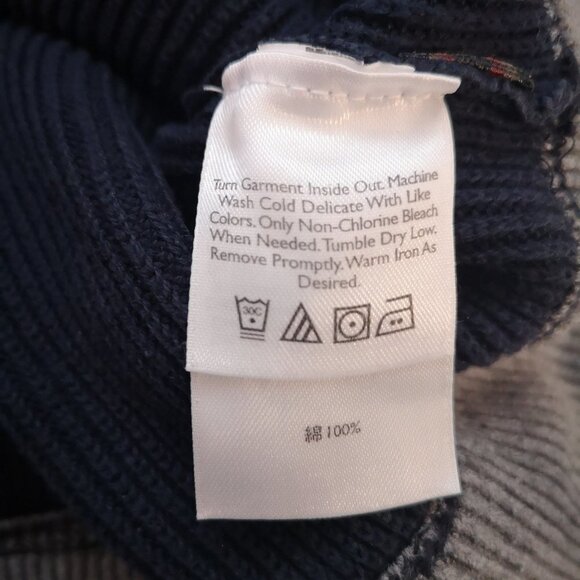 Turn Garment Inside Out. Machine
Wash Cold Delicate With Like
Colors. Only Non-Chlorine Bleach
When Needed. Tumble Dry Low.
Remove Promptly. Warm Iron As
Desired.
30C
綿100%